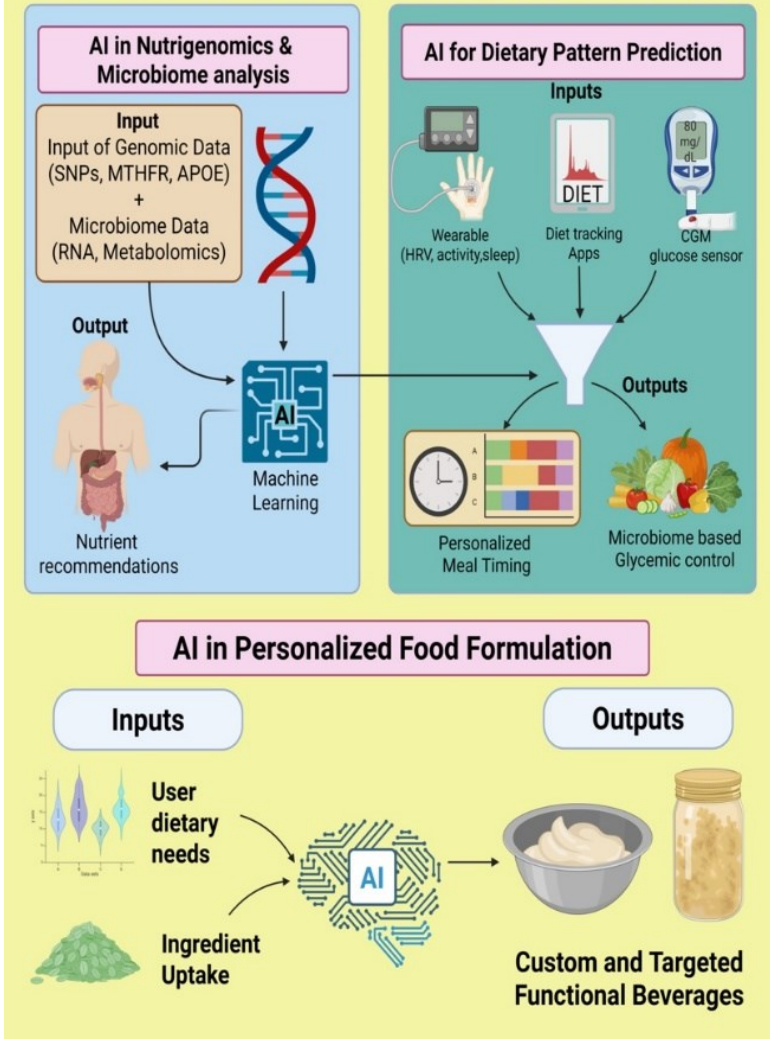 AI in Nutrigenomics &
Microbiome analysis
Input
Input of Genomic Data
(SNPs, MTHFR, APOE)
+
Microbiome Data
(RNA, Metabolomics)
Output
AI
Machine
Learning
Nutrient
recommendations
AI for Dietary Pattern Prediction
Inputs
DIET
80
mg/
dL
Wearable
(HRV, activity,sleep)
Diet tracking
Apps
CGM
glucose sensor
Outputs
A
B
C
Personalized
Meal Timing
Microbiome based
Glycemic control
AI in Personalized Food Formulation
Inputs
Outputs
User
dietary
needs
AI
Ingredient
Uptake
Custom and Targeted
Functional Beverages